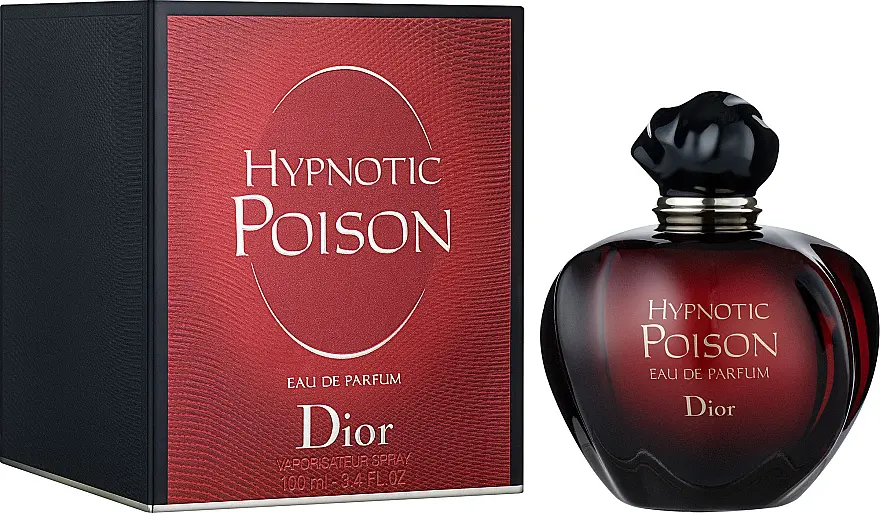 HYPNOTIC
POISON
EAU DE PARFUM
Dior
VAPORISATEUR SPRAY
100 ml - 3.4 FL.OZ
HYPNOTIC
POISON
EAU DE PARFUM
Dior